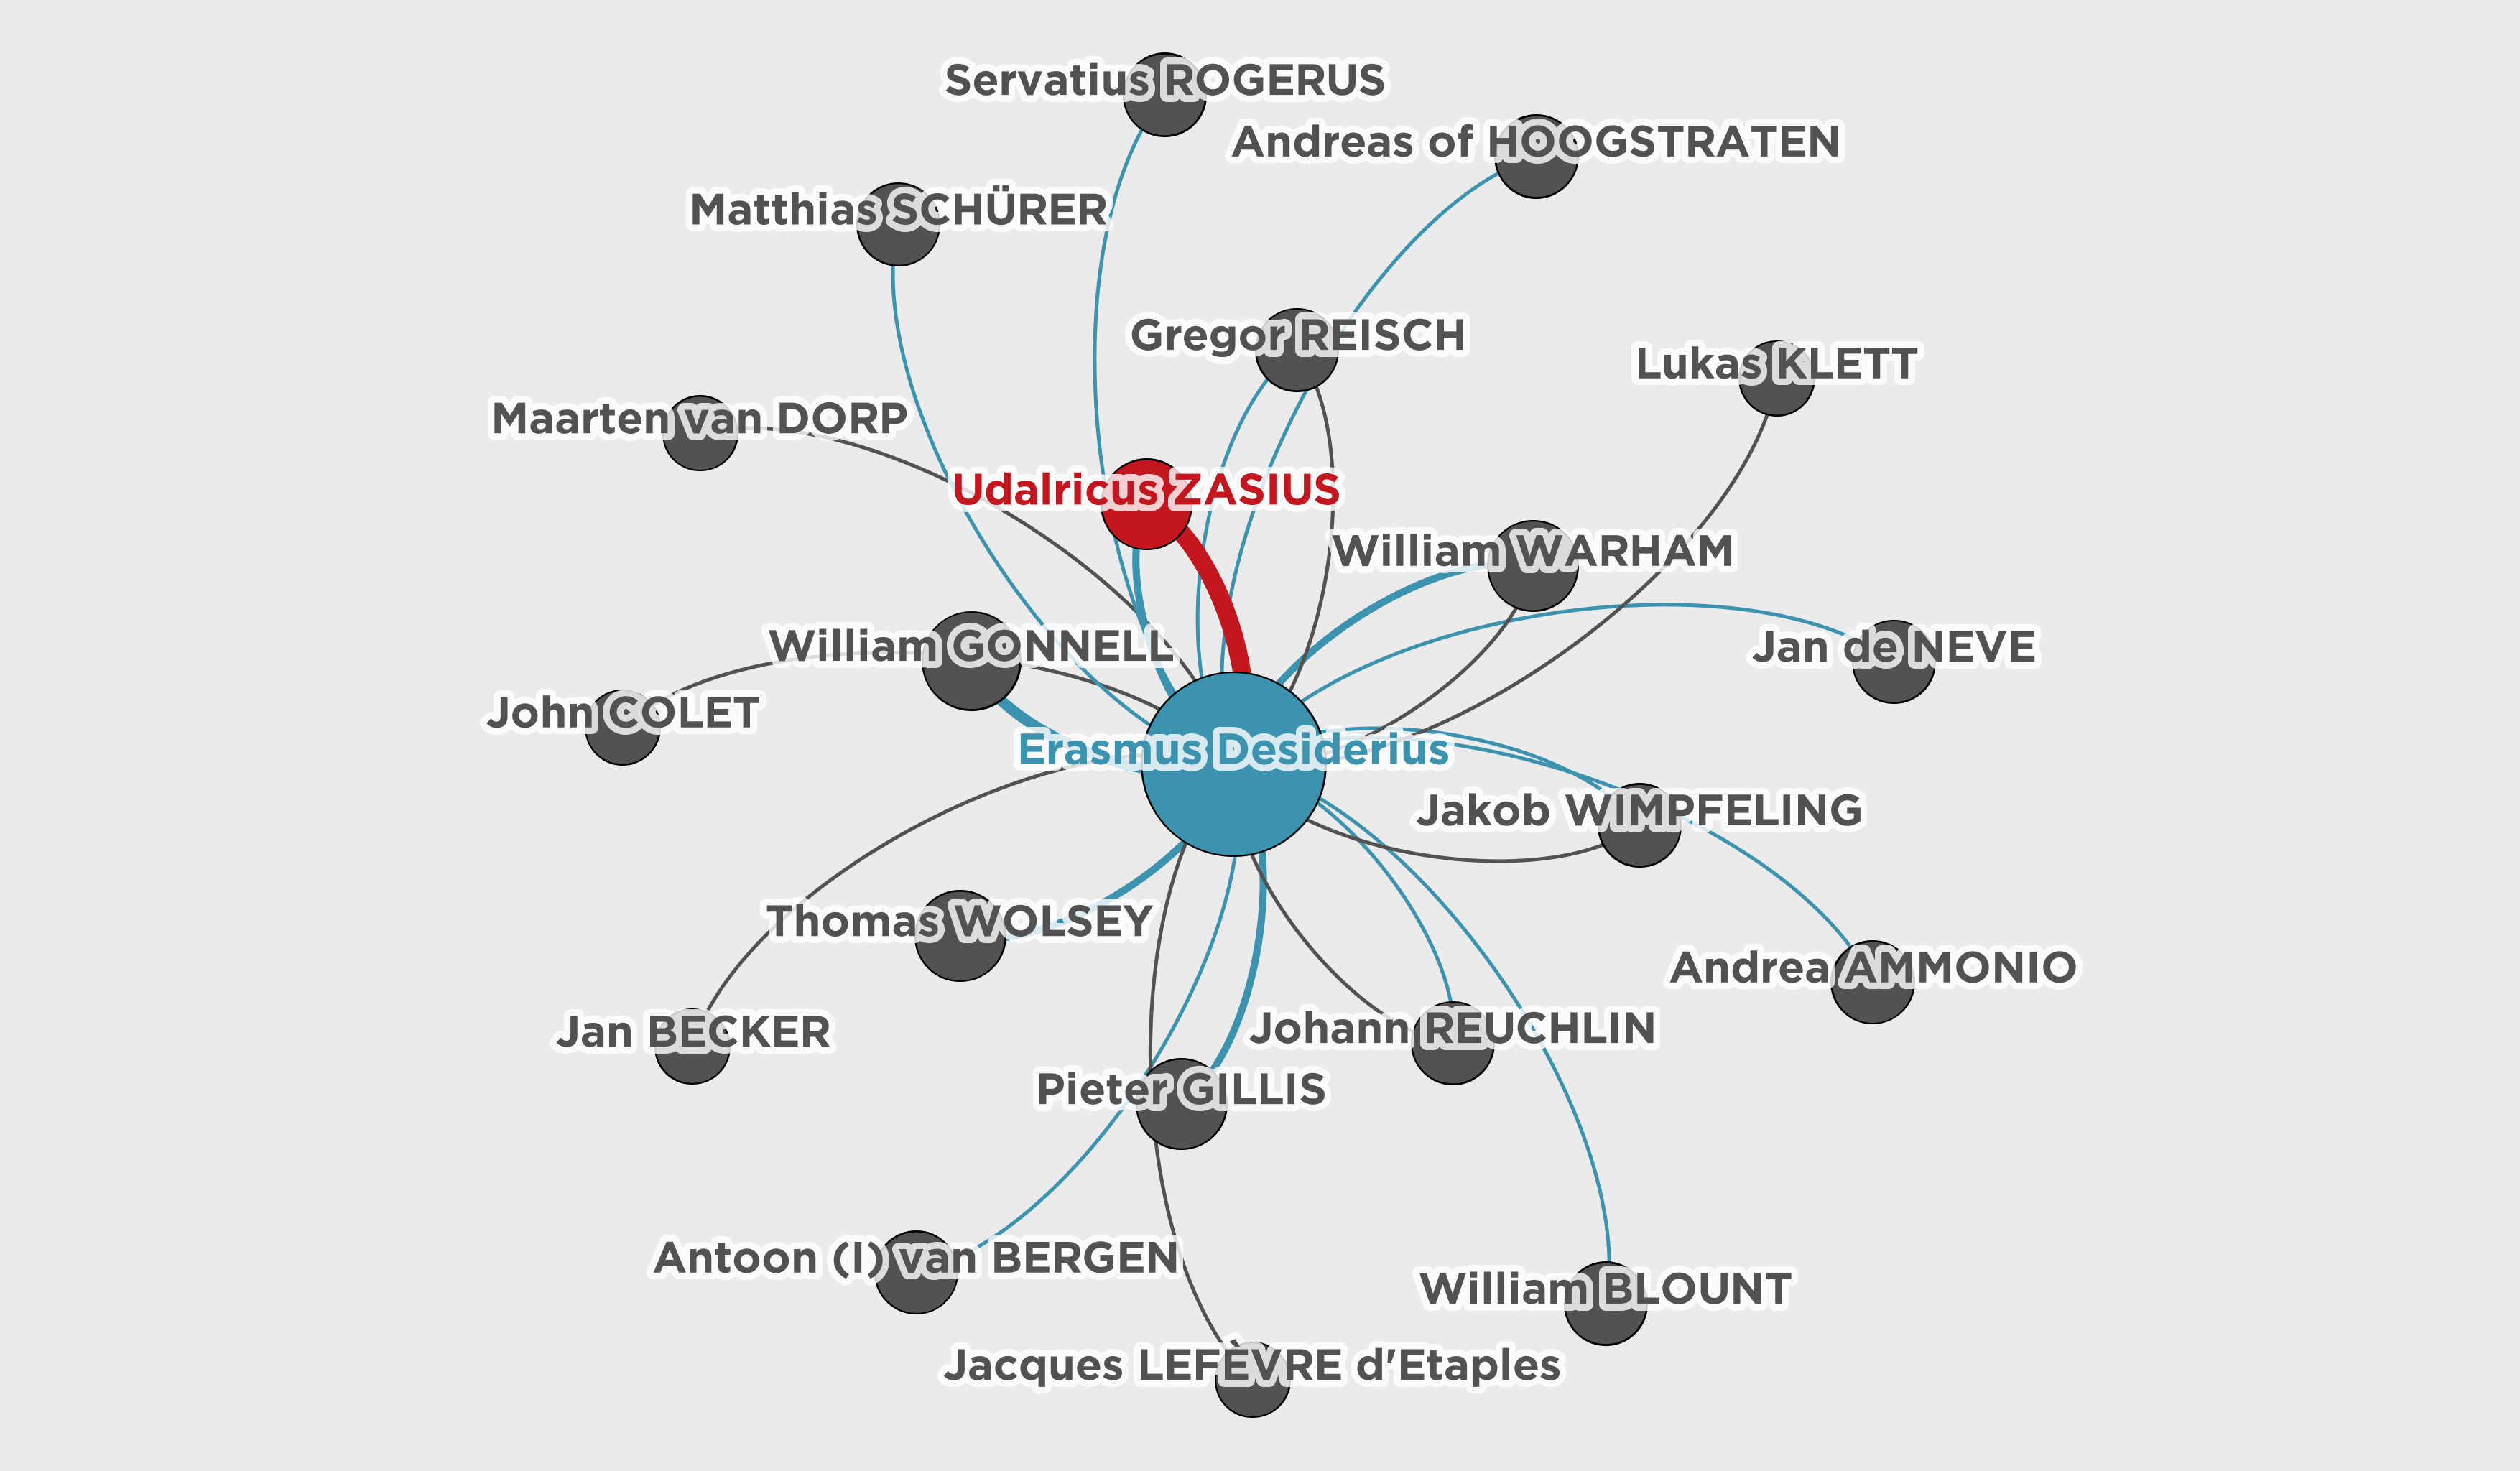 Servatius ROGERUS
Andreas of HOOGSTRATEN
Matthias SCHÜRER
Gregor REISCH
Lukas KLETT
Maarten van DORP
Udalricus ZASIUS
William WARHAM
William GONNELL
Jan de NEVE
John COLET
Erasmus Desiderius
Jakob WIMPFELING
Thomas WOLSEY
Andrea AMMONIO
Jan BECKER
Johann REUCHLIN
Pieter GILLIS
Antoon (I) van BERGEN
William BLOUNT
Jacques LEFÈVRE d'Etaples